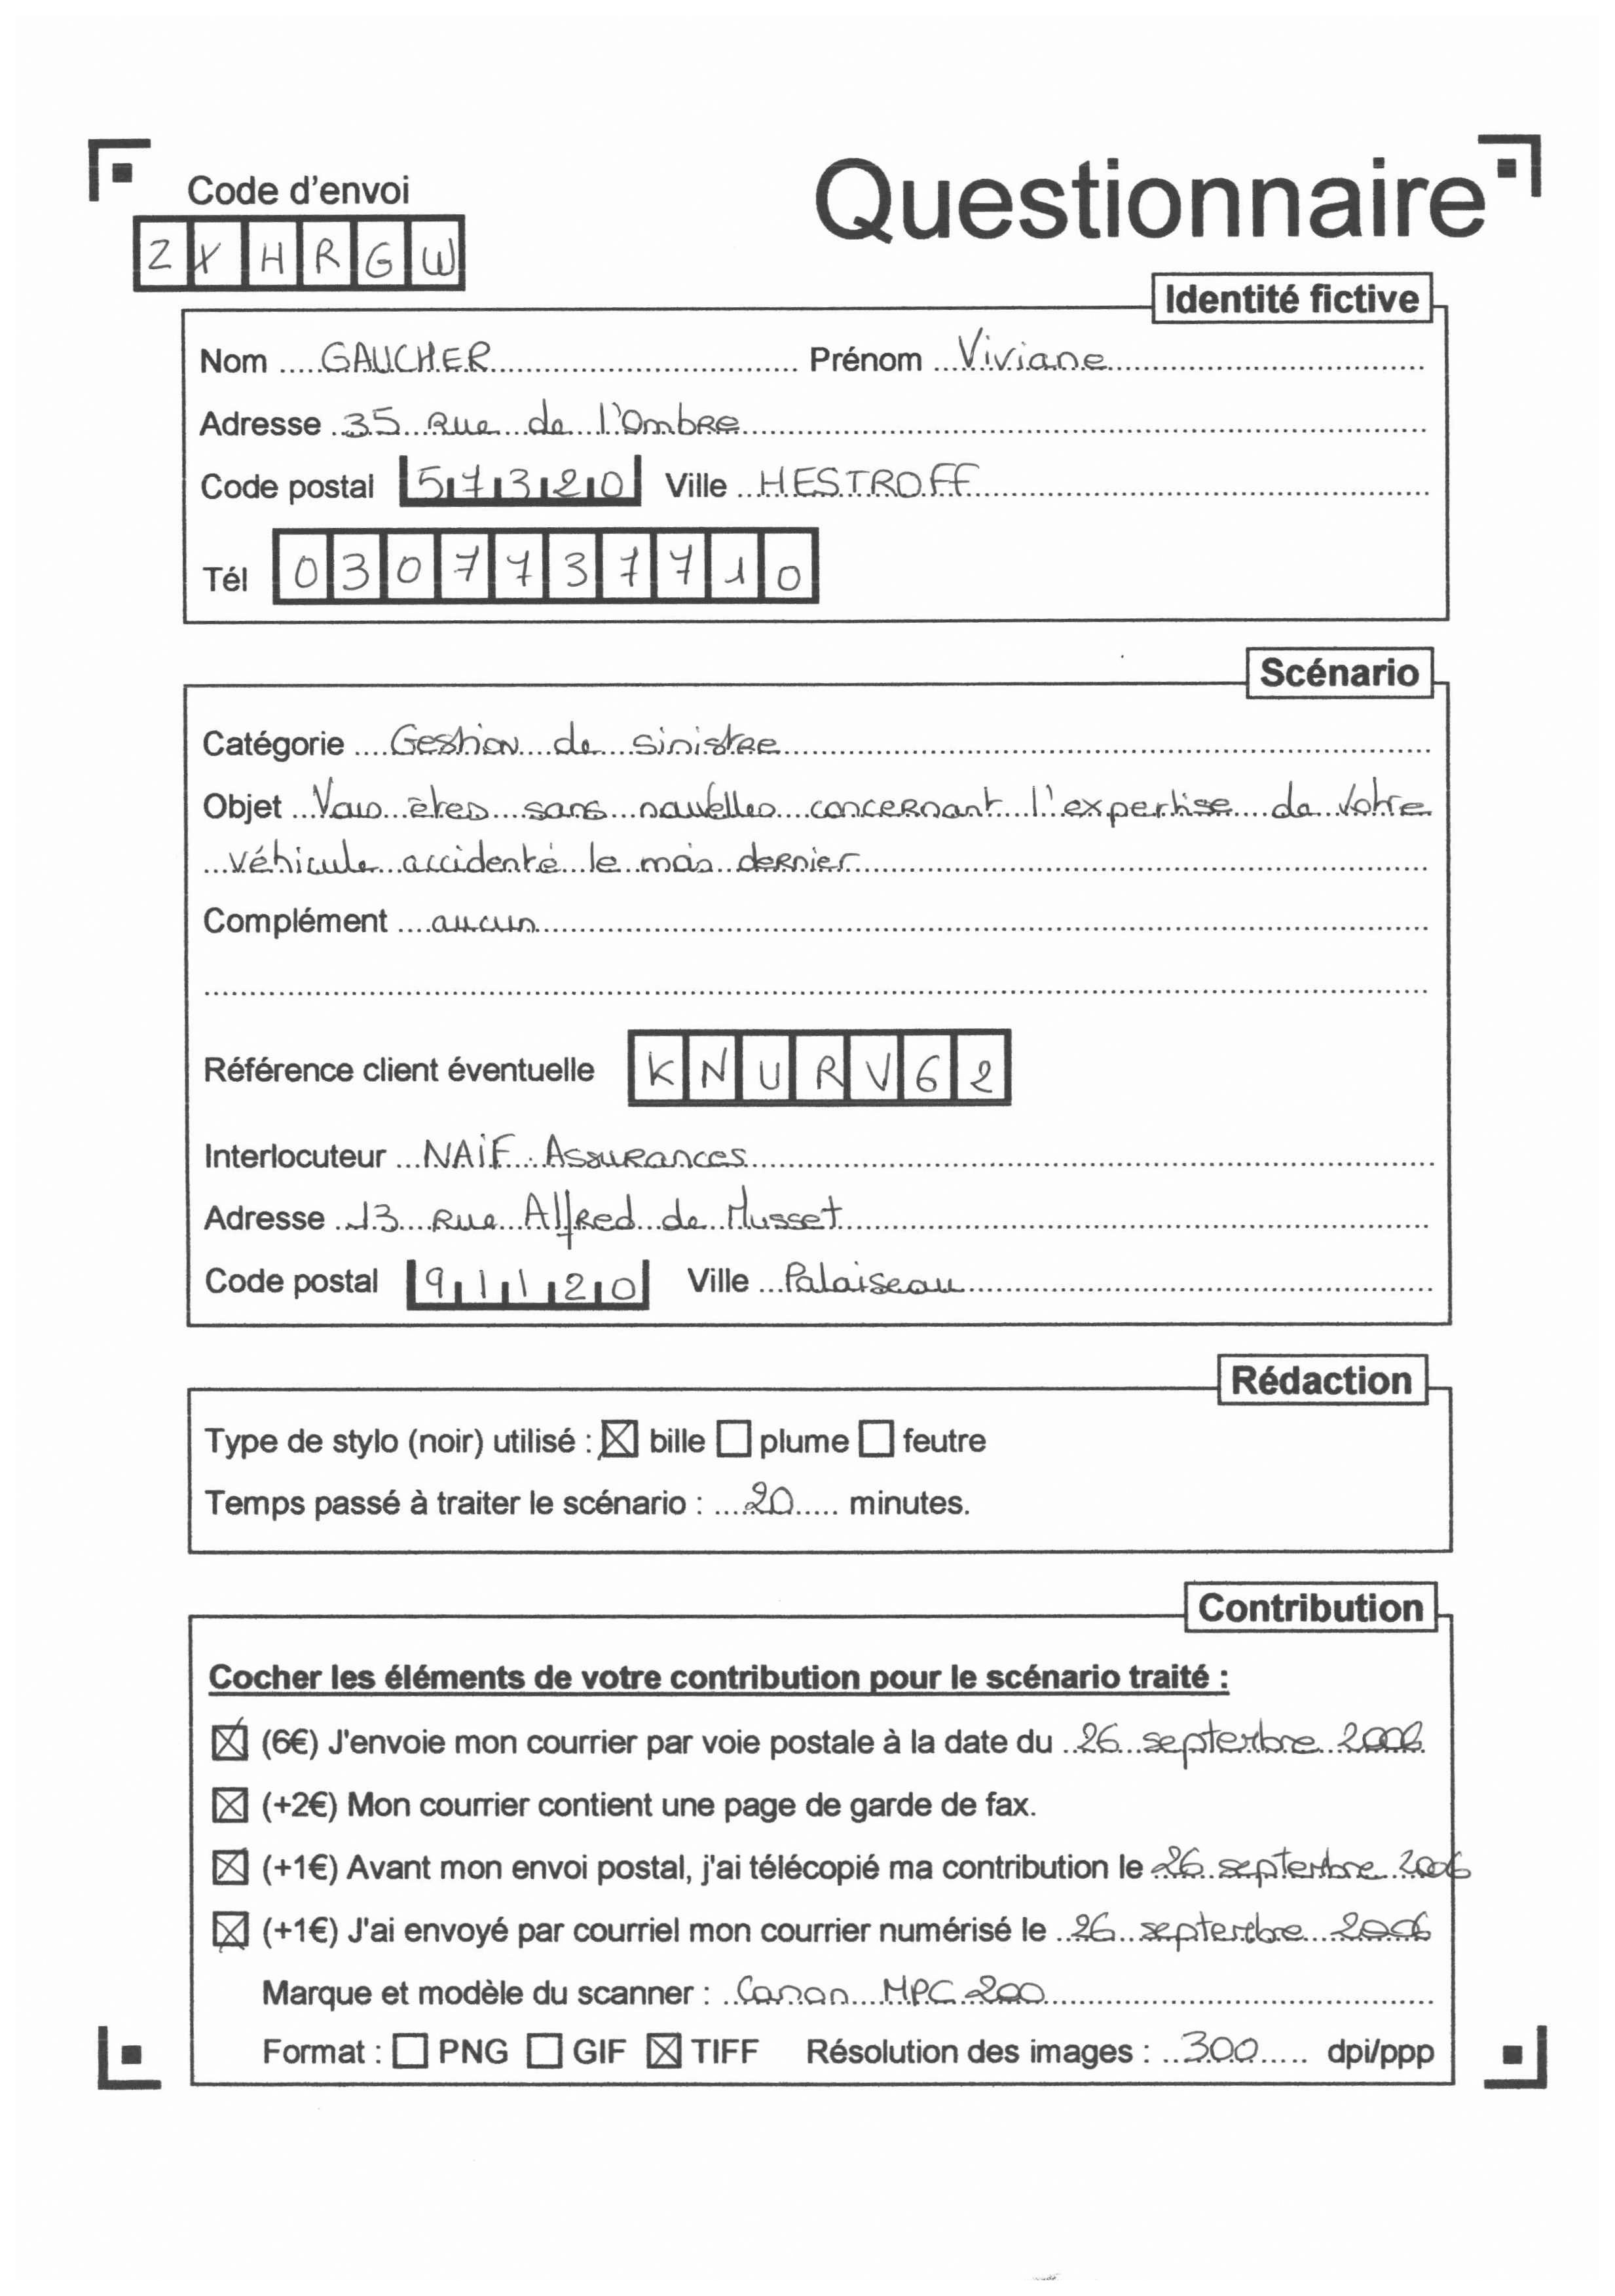 Code d'envoi
Questionnaire
ZXHRGW
Identité fictive
Nom GAUCHER Prénom Viviane
Adresse 35 Rue de l'Ombre
Code postal 57320 Ville HESTROFF
Tél 0307737710
Scénario
Catégorie Gestion de sinistre
Objet Vous êtes sans nouvelles concernant l'expertise de votre
véhicule accidenté le mois dernier
Complément aucun
Référence client éventuelle KNURV62
Interlocuteur NAIF Assurances
Adresse 13 Rue Alfred de Musset
Code postal 91120 Ville Palaiseau
Rédaction
Type de stylo (noir) utilisé : ☒ bille ☐ plume ☐ feutre
Temps passé à traiter le scénario : 20 minutes.
Contribution
Cocher les éléments de votre contribution pour le scénario traité :
☒ (6€) J'envoie mon courrier par voie postale à la date du 26 septembre 2006
☒ (+2€) Mon courrier contient une page de garde de fax.
☒ (+1€) Avant mon envoi postal, j'ai télécopié ma contribution le 26 septembre 2006
☒ (+1€) J'ai envoyé par courriel mon courrier numérisé le 26 septembre 2006
Marque et modèle du scanner : Canon MPC 200
Format : ☐ PNG ☐ GIF ☒ TIFF Résolution des images : 300 dpi/ppp